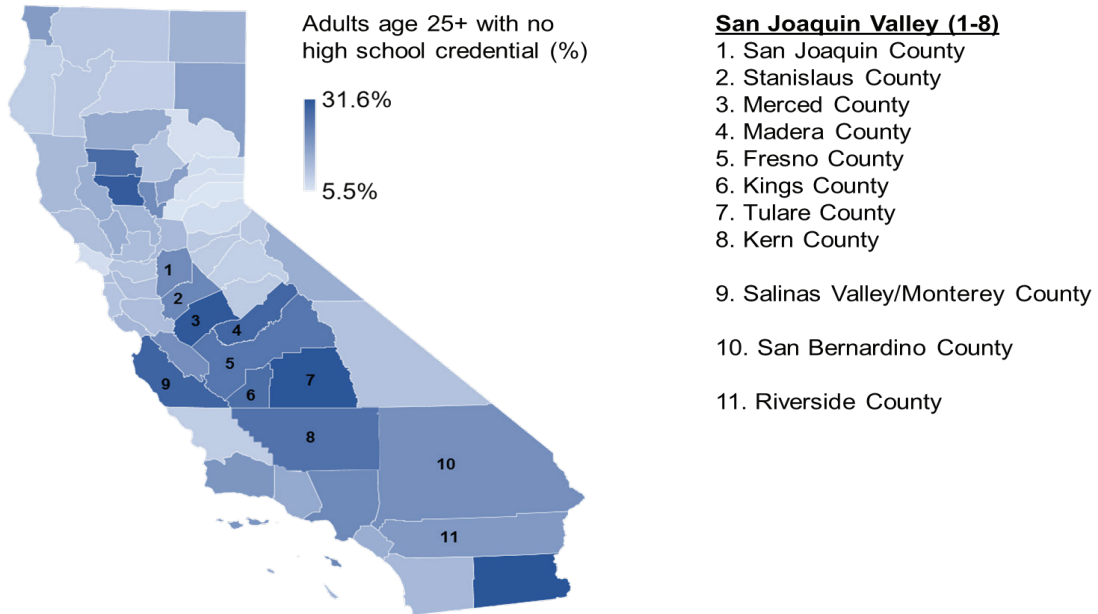 Adults age 25+ with no
high school credential (%)
31.6%
5.5%
San Joaquin Valley (1-8)
1. San Joaquin County
2. Stanislaus County
3. Merced County
4. Madera County
5. Fresno County
6. Kings County
7. Tulare County
8. Kern County
9. Salinas Valley/Monterey County
10. San Bernardino County
11. Riverside County
1
2
3
4
5
6
7
8
9
10
11